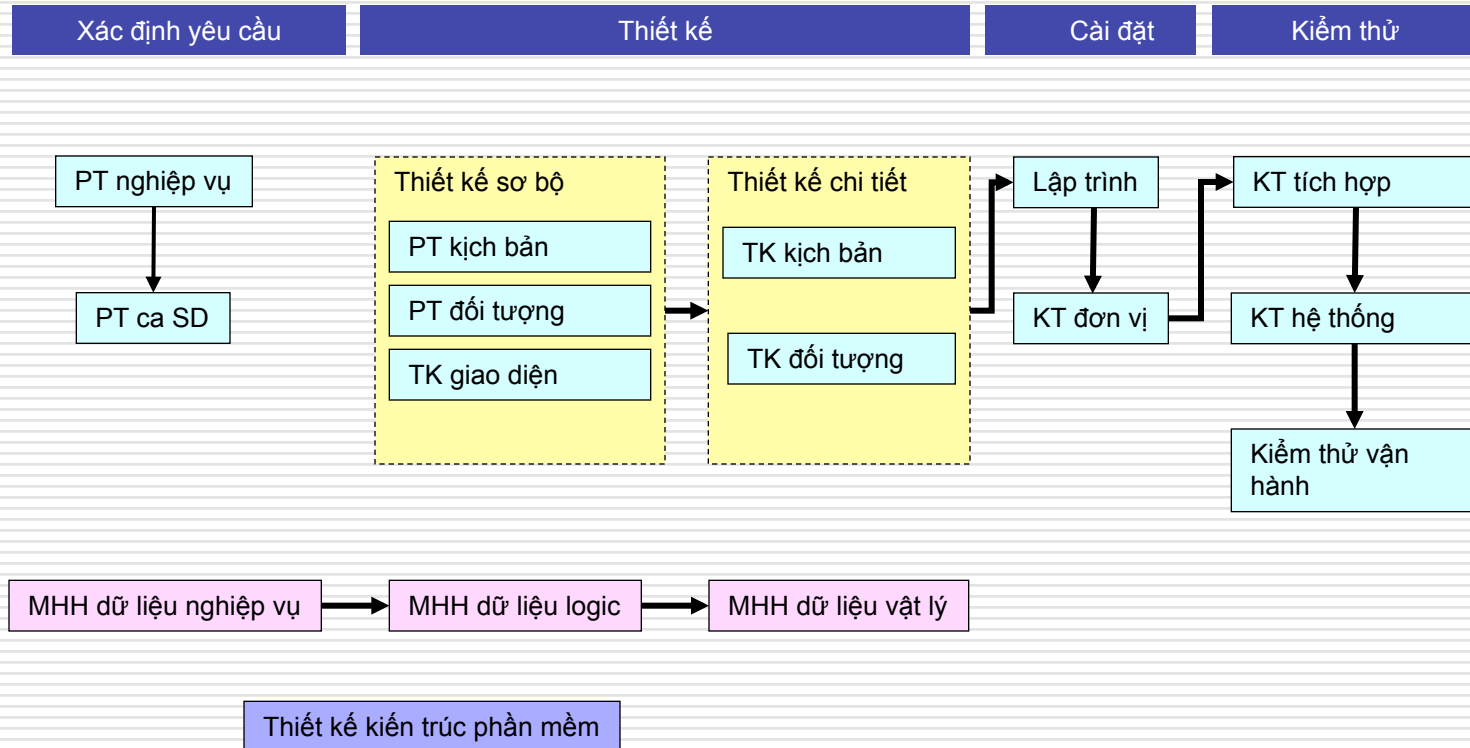 Xác định yêu cầu
Thiết kế
Cài đặt
Kiểm thử
PT nghiệp vụ
PT ca SD
Thiết kế sơ bộ
PT kịch bản
PT đối tượng
TK giao diện
Thiết kế chi tiết
TK kịch bản
TK đối tượng
Lập trình
KT đơn vị
KT tích hợp
KT hệ thống
Kiểm thử vận
hành
MHH dữ liệu nghiệp vụ
MHH dữ liệu logic
MHH dữ liệu vật lý
Thiết kế kiến trúc phần mềm